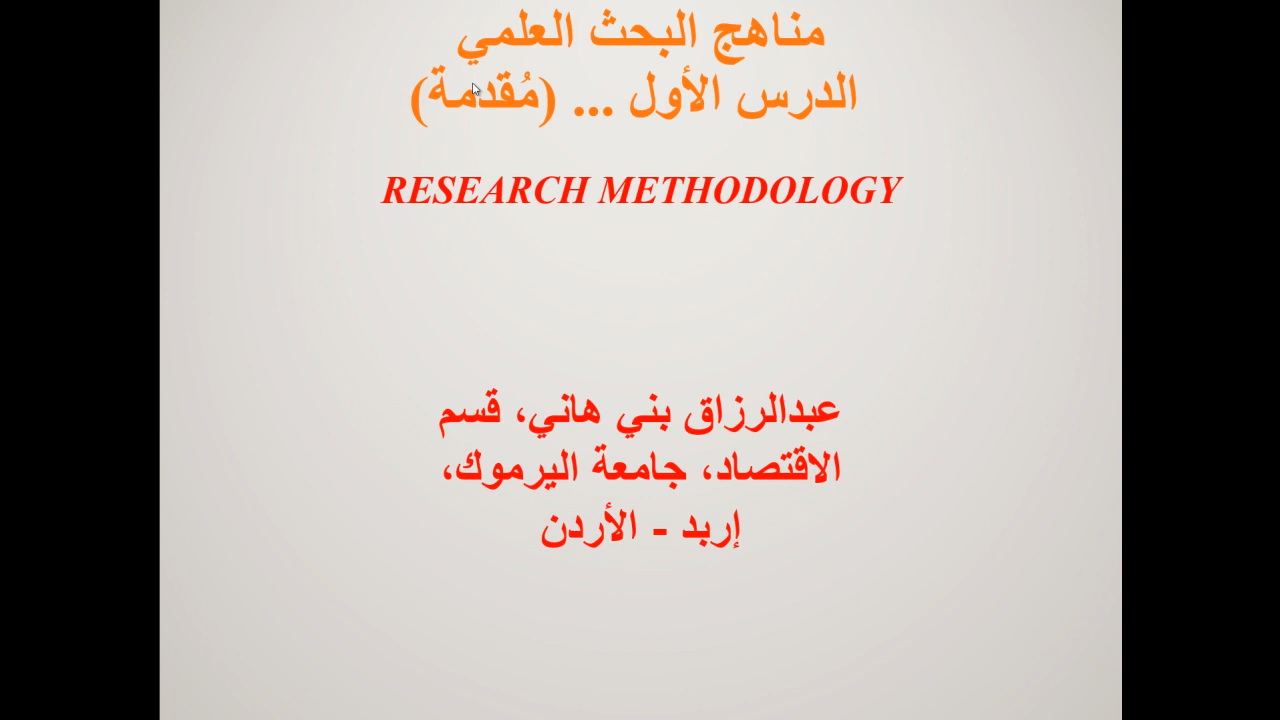 مناهج البحث العلمي
الدرس الأول ... (مُقدمة)
RESEARCH METHODOLOGY
عبدالرزاق بني هاني، قسم
الاقتصاد، جامعة اليرموك،
إربد - الأردن